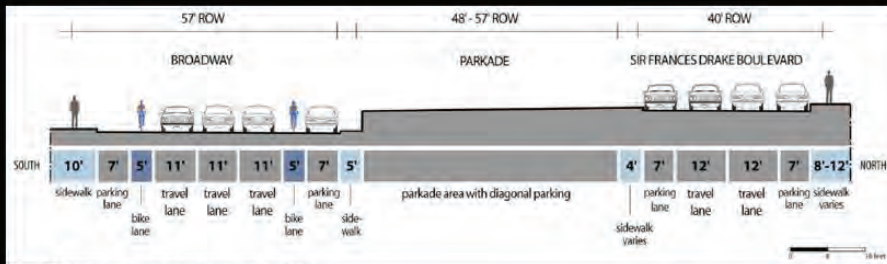 57' ROW 48' - 57' ROW 40' ROW
BROADWAY PARKADE SIR FRANCES DRAKE BOULEVARD
SOUTH 10' 7' 5' 11' 11' 11' 5' 7' 5' 4' 7' 12' 12' 7' 8'-12' NORTH
sidewalk parking lane bike lane travel lane travel lane travel lane bike lane parking lane side-walk parkade area with diagonal parking sidewalk varies parking lane travel lane travel lane parking lane sidewalk varies
0